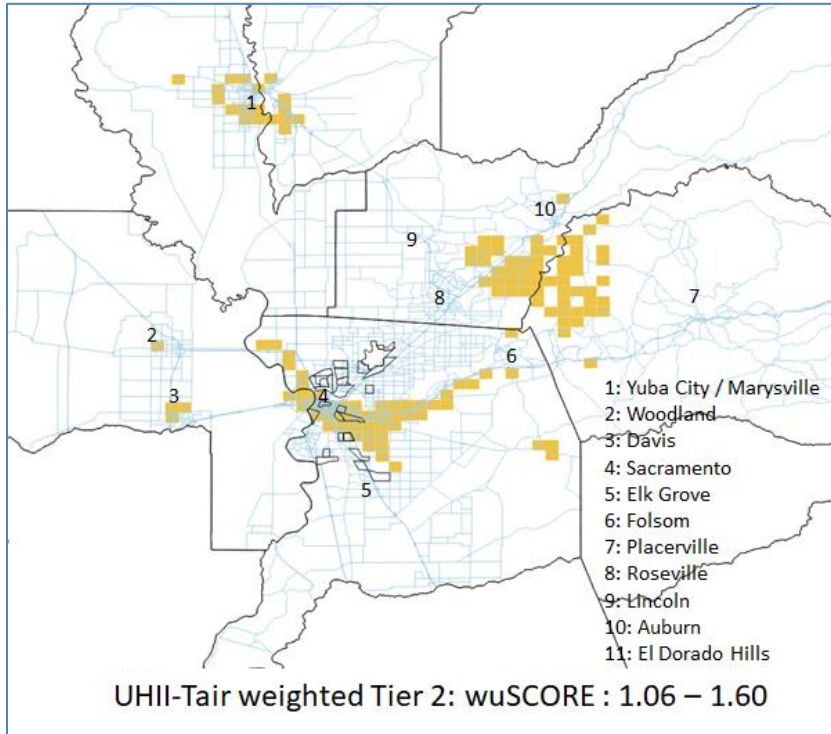 1
10
9
7
8
2
6
3
4
5
1: Yuba City / Marysville
2: Woodland
3: Davis
4: Sacramento
5: Elk Grove
6: Folsom
7: Placerville
8: Roseville
9: Lincoln
10: Auburn
11: El Dorado Hills
UHII-Tair weighted Tier 2: wuSCORE : 1.06 – 1.60